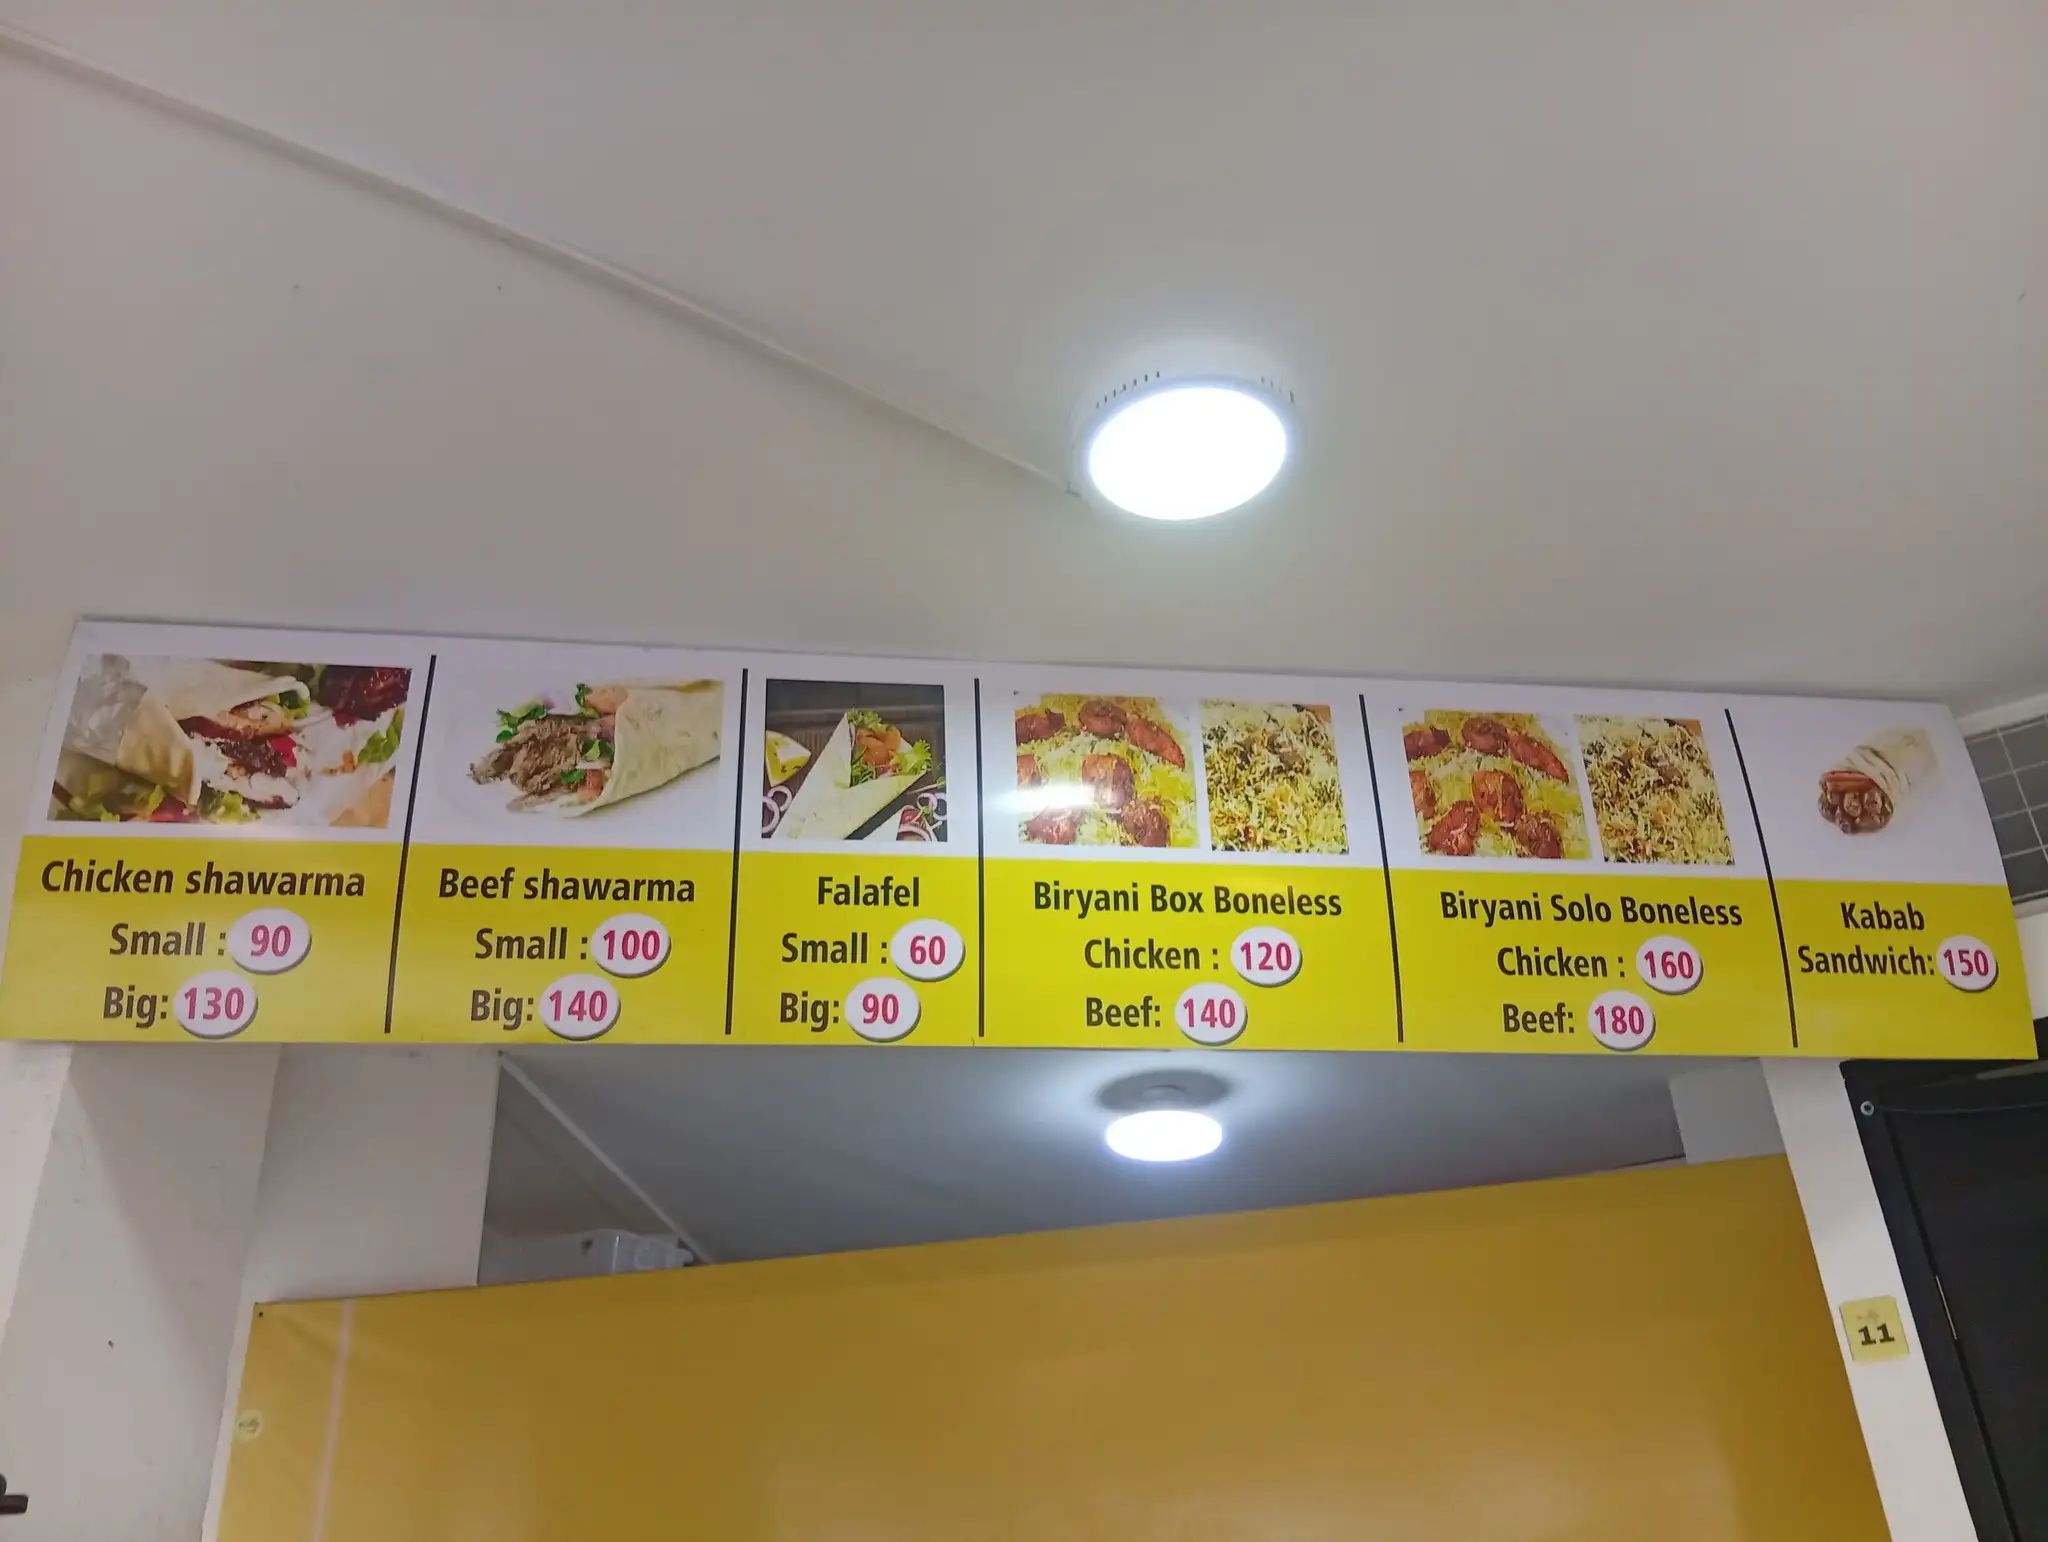 Chicken shawarma
Small : 90
Big: 130
Beef shawarma
Small : 100
Big: 140
Falafel
Small : 60
Big: 90
Biryani Box Boneless
Chicken : 120
Beef: 140
Biryani Solo Boneless
Chicken : 160
Beef: 180
Kabab
Sandwich: 150
11